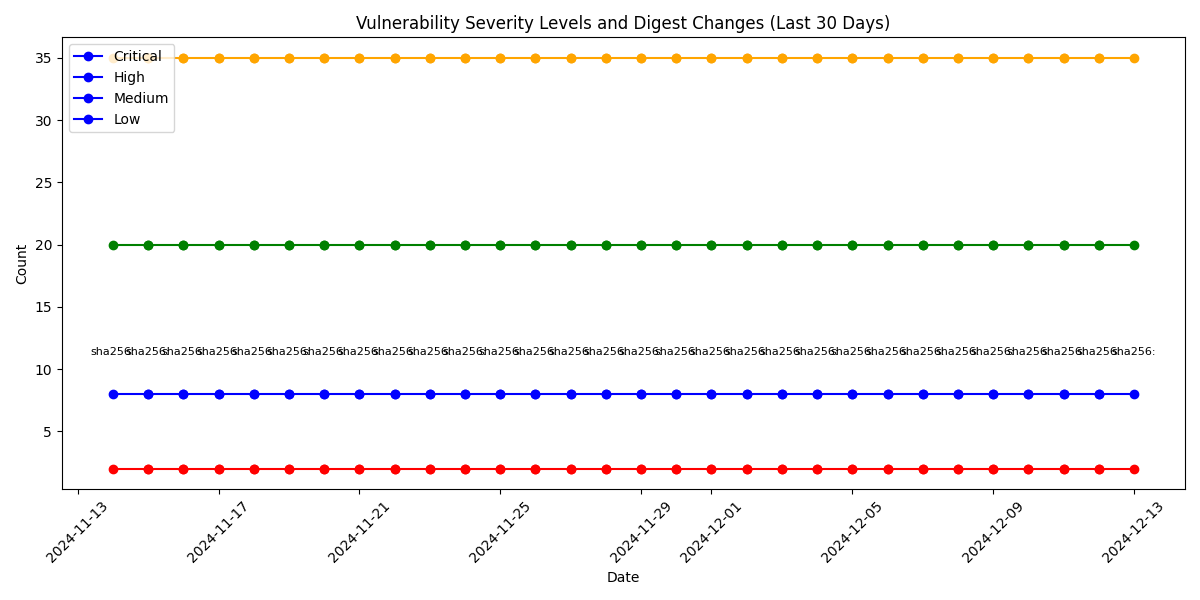 Vulnerability Severity Levels and Digest Changes (Last 30 Days)
Critical
High
Medium
Low
Count
35
30
25
20
15
10
5
sha256: sha256: sha256: sha256: sha256: sha256: sha256: sha256: sha256: sha256: sha256: sha256: sha256: sha256: sha256: sha256: sha256: sha256: sha256: sha256: sha256: sha256: sha256: sha256: sha256: sha256: sha256: sha256: sha256: sha256:
2024-11-13
2024-11-17
2024-11-21
2024-11-25
2024-11-29
2024-12-01
2024-12-05
2024-12-09
2024-12-13
Date